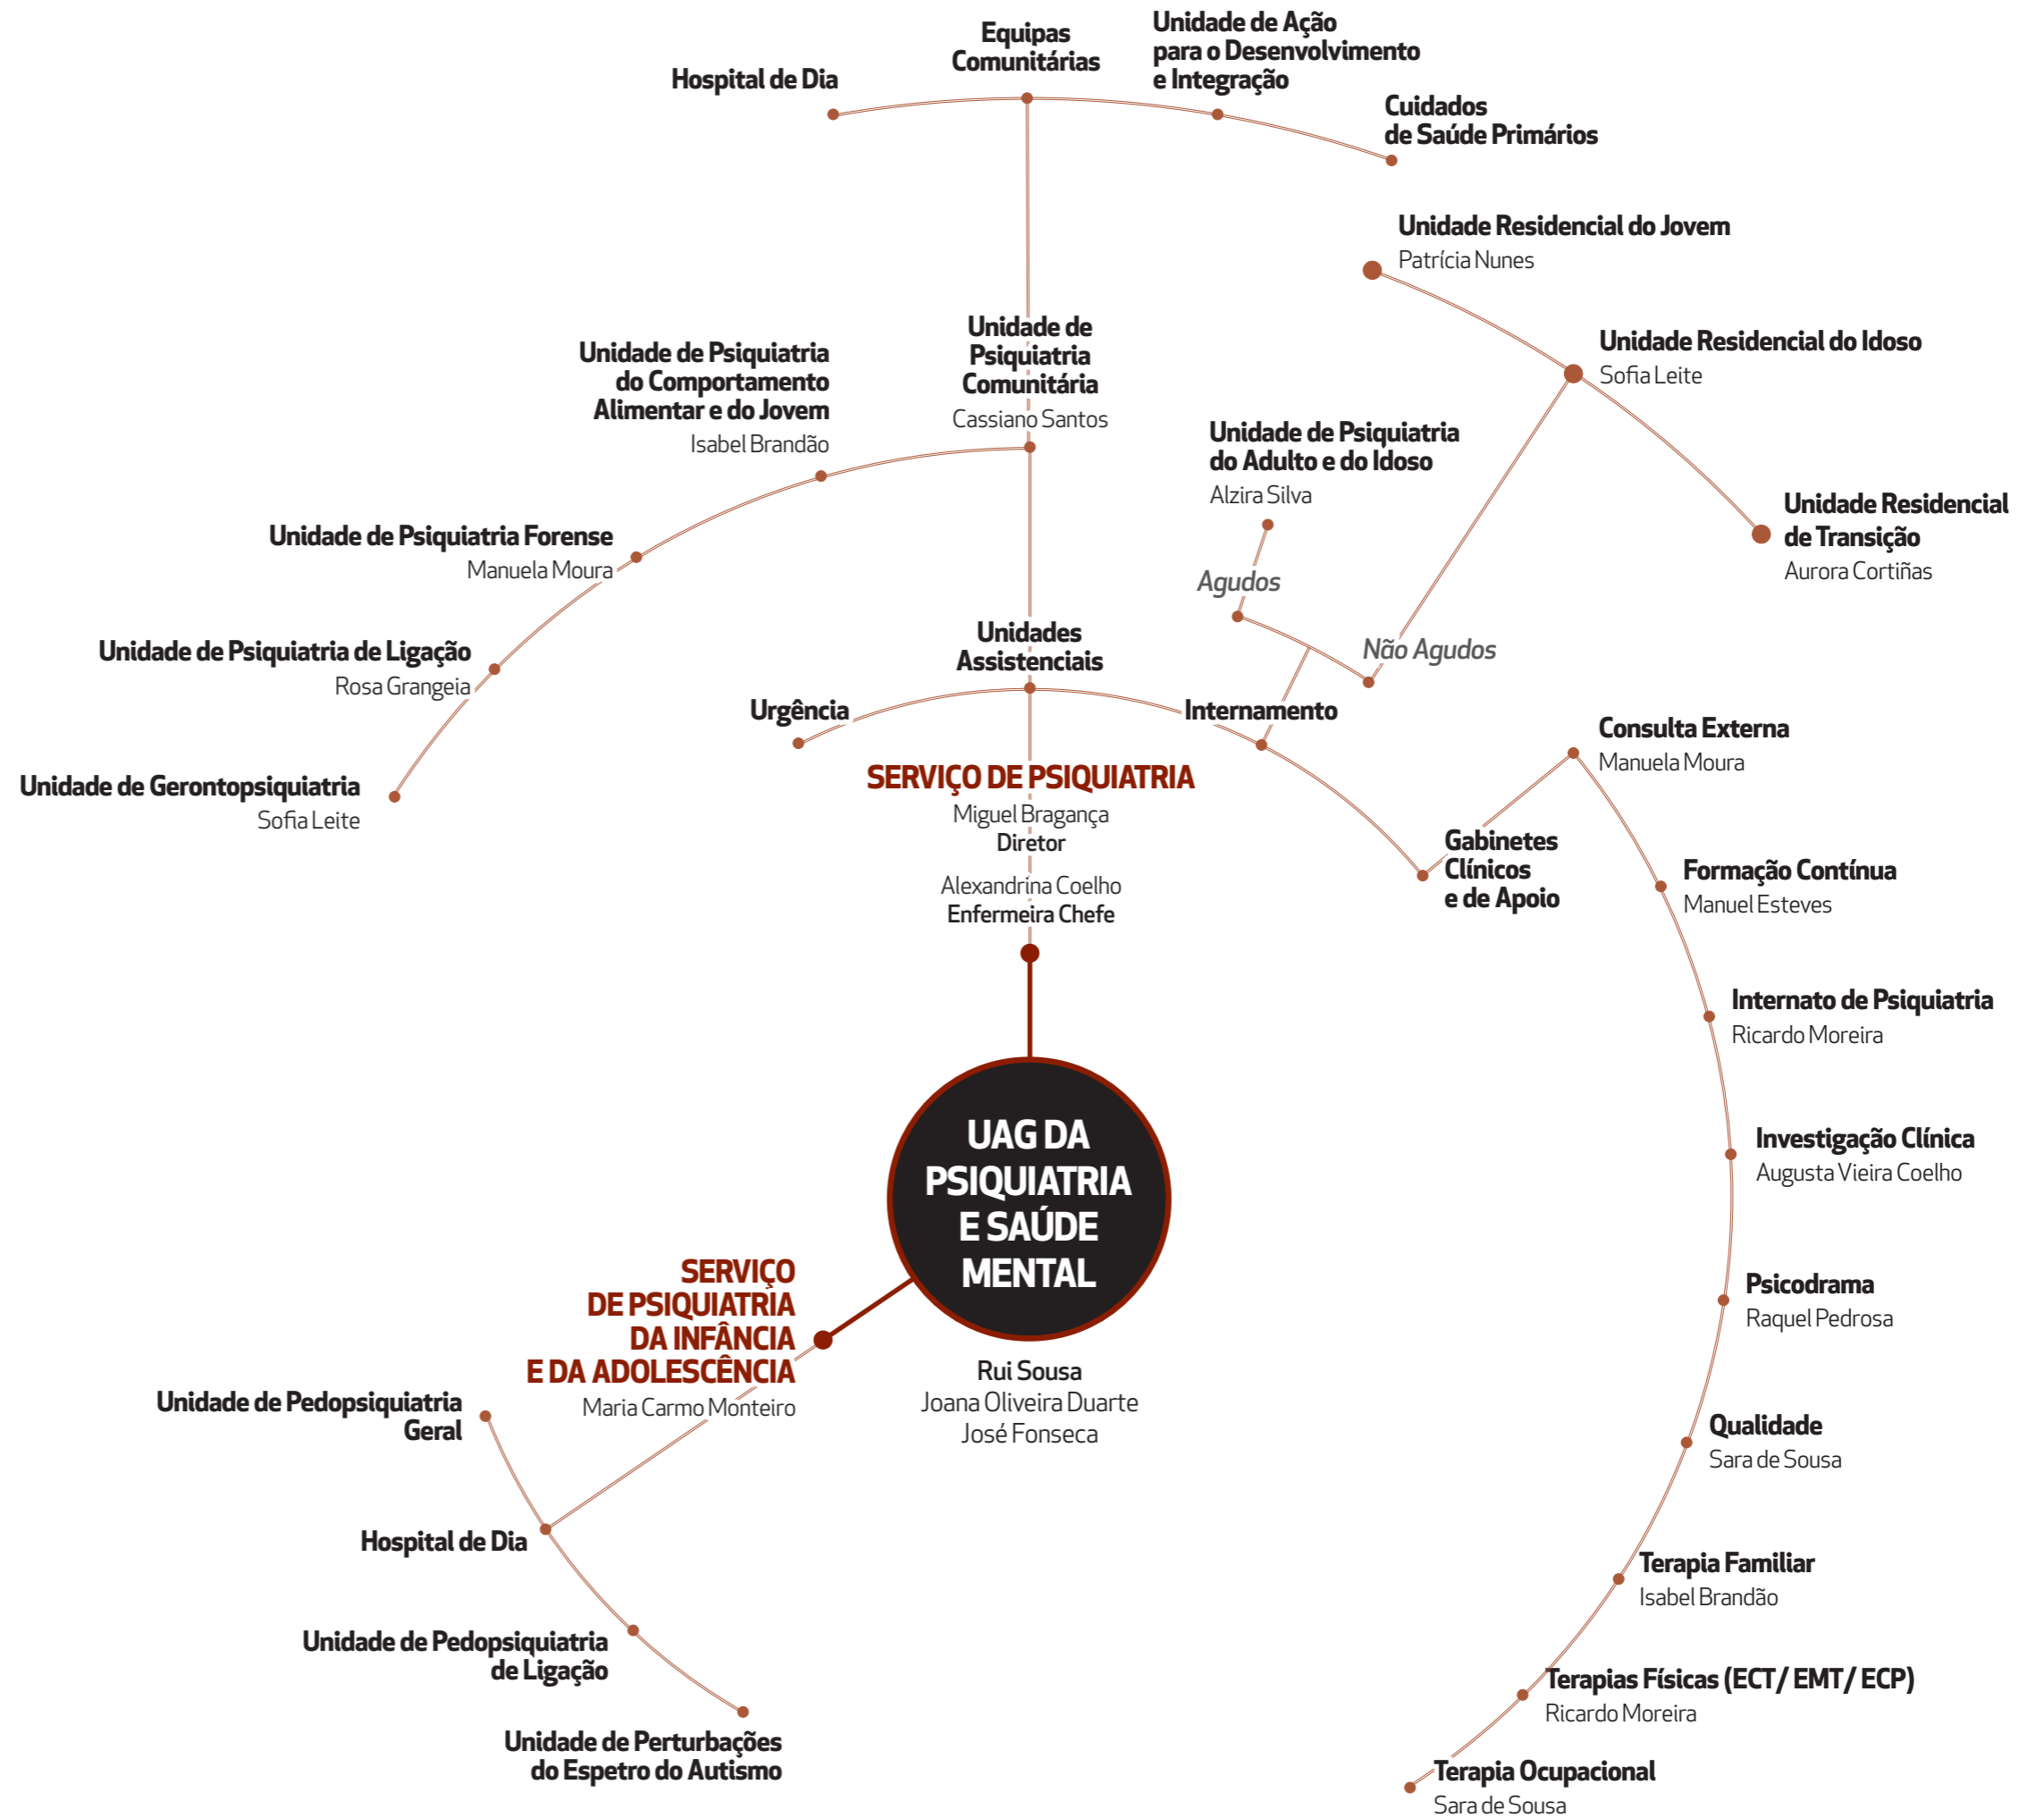 Equipas
Comunitárias
Unidade de Ação
para o Desenvolvimento
e Integração
Hospital de Dia
Cuidados
de Saúde Primários
Unidade Residencial do Jovem
Patrícia Nunes
Unidade Residencial do Idoso
Sofia Leite
Unidade Residencial
de Transição
Aurora Cortiñas
Unidade de
Psiquiatria
Comunitária
Cassiano Santos
Unidade de Psiquiatria
do Comportamento
Alimentar e do Jovem
Isabel Brandão
Unidade de Psiquiatria Forense
Manuela Moura
Unidade de Psiquiatria de Ligação
Rosa Grangeia
Unidade de Gerontopsiquiatria
Sofia Leite
Unidade de Psiquiatria
do Adulto e do Idoso
Alzira Silva
Agudos
Não Agudos
Unidades
Assistenciais
Urgência
Internamento
SERVIÇO DE PSIQUIATRIA
Miguel Bragança
Diretor
Alexandrina Coelho
Enfermeira Chefe
Gabinetes
Clínicos
e de Apoio
Consulta Externa
Manuela Moura
Formação Contínua
Manuel Esteves
Internato de Psiquiatria
Ricardo Moreira
Investigação Clínica
Augusta Vieira Coelho
Psicodrama
Raquel Pedrosa
Qualidade
Sara de Sousa
Terapia Familiar
Isabel Brandão
Terapias Físicas (ECT/ EMT/ ECP)
Ricardo Moreira
Terapia Ocupacional
Sara de Sousa
UAG DA
PSIQUIATRIA
E SAÚDE
MENTAL
Rui Sousa
Joana Oliveira Duarte
José Fonseca
SERVIÇO
DE PSIQUIATRIA
DA INFÂNCIA
E DA ADOLESCÊNCIA
Maria Carmo Monteiro
Unidade de Pedopsiquiatria
Geral
Hospital de Dia
Unidade de Pedopsiquiatria
de Ligação
Unidade de Perturbações
do Espetro do Autismo